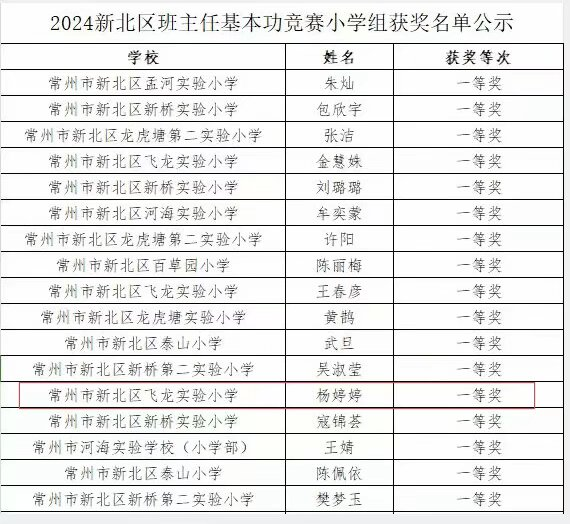 2024新北区班主任基本功竞赛小学组获奖名单公示
学校 姓名 获奖等次
常州市新北区孟河实验小学 朱灿 一等奖
常州市新北区新桥实验小学 包欣宇 一等奖
常州市新北区龙虎塘第二实验小学 张洁 一等奖
常州市新北区飞龙实验小学 金慧姝 一等奖
常州市新北区新桥实验小学 刘璐璐 一等奖
常州市新北区河海实验小学 牟奕蒙 一等奖
常州市新北区龙虎塘第二实验小学 许阳 一等奖
常州市新北区百草园小学 陈丽梅 一等奖
常州市新北区飞龙实验小学 王春彦 一等奖
常州市新北区龙虎塘实验小学 黄鹊 一等奖
常州市新北区泰山小学 武旦 一等奖
常州市新北区新桥第二实验小学 吴淑莹 一等奖
常州市新北区飞龙实验小学 杨婷婷 一等奖
常州市新北区新桥实验小学 寇锦荟 一等奖
常州市河海实验学校（小学部） 王婧 一等奖
常州市新北区泰山小学 陈佩依 一等奖
常州市新北区新桥第二实验小学 樊梦玉 一等奖